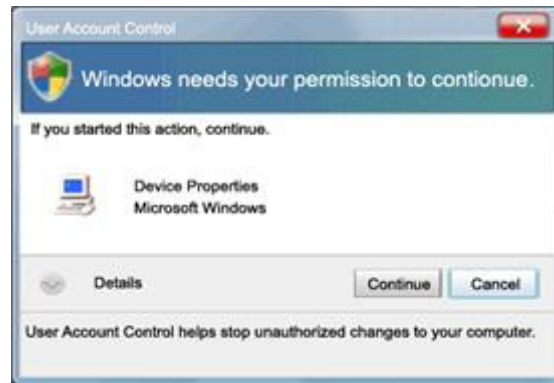 User Account Control
Windows needs your permission to contionue.
If you started this action, continue.
Device Properties
Microsoft Windows
Details
Continue
Cancel
User Account Control helps stop unauthorized changes to your computer.